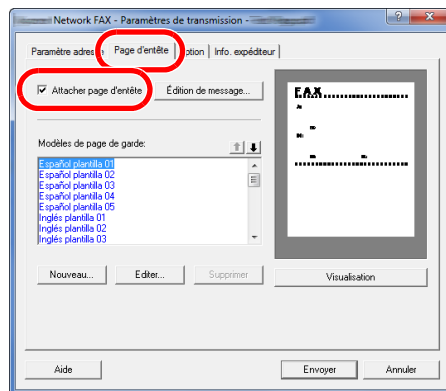 Network FAX - Paramètres de transmission -
Paramètre adresse
Page d'entête
Option
Info. expéditeur
Attacher page d'entête
Édition de message...
Modèles de page de garde:
Español plantilla 01
Español plantilla 02
Español plantilla 03
Español plantilla 04
Español plantilla 05
Inglés plantilla 01
Inglés plantilla 02
Inglés plantilla 03
FAX
Nouveau...
Editer...
Supprimer
Visualisation
Aide
Envoyer
Annuler